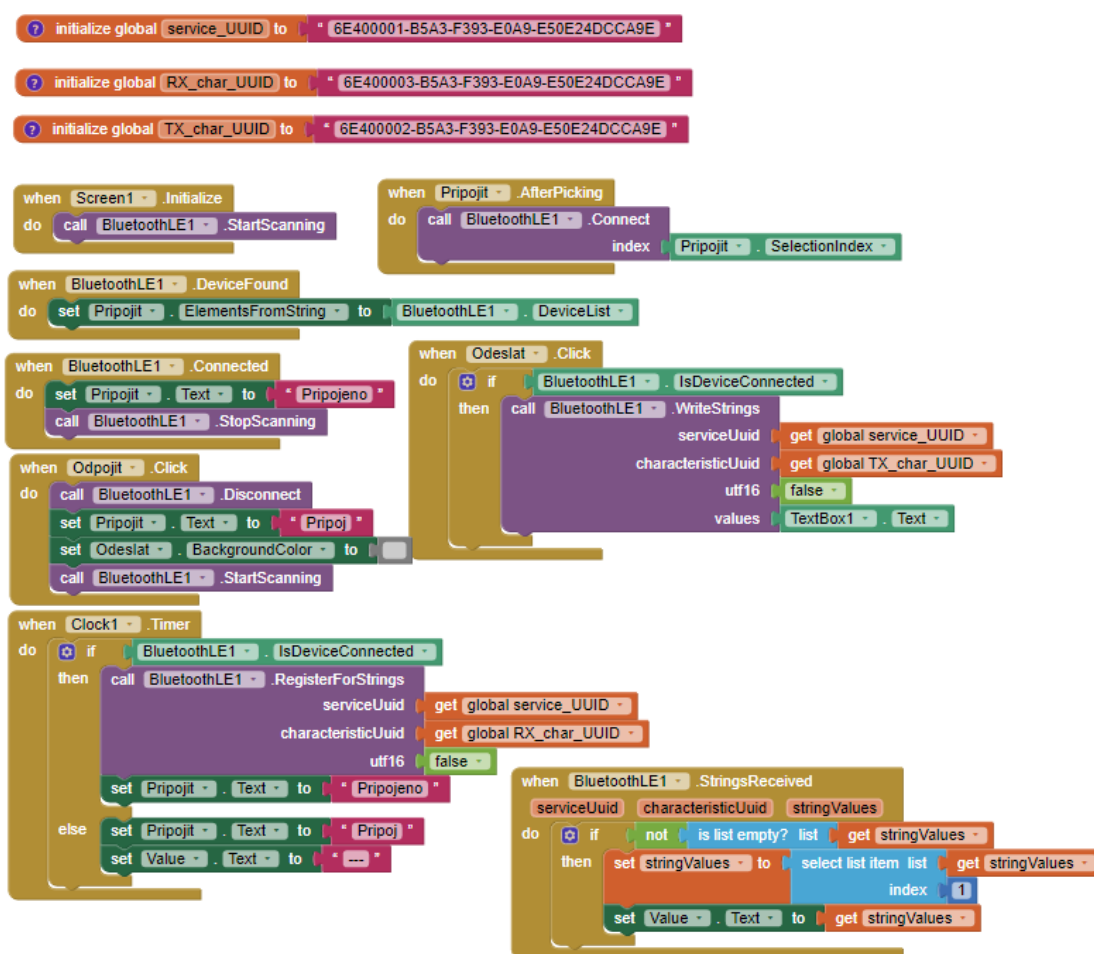 initialize global service_UUID to " 6E400001-B5A3-F393-E0A9-E50E24DCCA9E "
initialize global RX_char_UUID to " 6E400003-B5A3-F393-E0A9-E50E24DCCA9E "
initialize global TX_char_UUID to " 6E400002-B5A3-F393-E0A9-E50E24DCCA9E "
when Screen1 .Initialize
do call BluetoothLE1 .StartScanning
when Pripojit .AfterPicking
do call BluetoothLE1 .Connect
index Pripojit . SelectionIndex
when BluetoothLE1 .DeviceFound
do set Pripojit . ElementsFromString to BluetoothLE1 . DeviceList
when BluetoothLE1 .Connected
do set Pripojit . Text to " Pripojeno "
call BluetoothLE1 .StopScanning
when Odeslat .Click
do if BluetoothLE1 . IsDeviceConnected
then call BluetoothLE1 .WriteStrings
serviceUuid get global service_UUID
characteristicUuid get global TX_char_UUID
utf16 false
values TextBox1 . Text
when Odpojit .Click
do call BluetoothLE1 .Disconnect
set Pripojit . Text to " Pripoj "
set Odeslat . BackgroundColor to
call BluetoothLE1 .StartScanning
when Clock1 .Timer
do if BluetoothLE1 . IsDeviceConnected
then call BluetoothLE1 .RegisterForStrings
serviceUuid get global service_UUID
characteristicUuid get global RX_char_UUID
utf16 false
set Pripojit . Text to " Pripojeno "
else set Pripojit . Text to " Pripoj "
set Value . Text to " --- "
when BluetoothLE1 .StringsReceived
serviceUuid characteristicUuid stringValues
do if not is list empty? list get stringValues
then set stringValues to select list item list get stringValues
index 1
set Value . Text to get stringValues